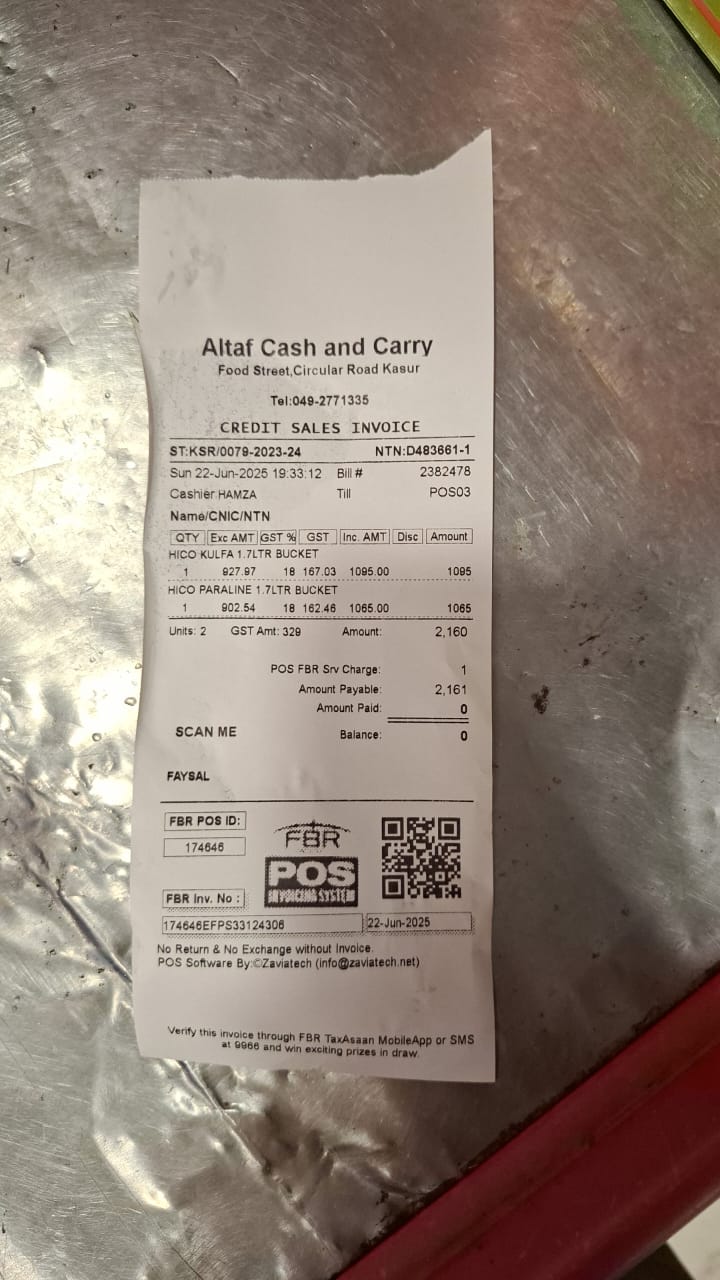 Altaf Cash and Carry
Food Street,Circular Road Kasur
Tel:049-2771335
CREDIT SALES INVOICE
ST:KSR/0079-2023-24 NTN:D483661-1
Sun 22-Jun-2025 19:33:12 Bill # 2382478
Cashier HAMZA Till POS03
Name/CNIC/NTN
QTY Exc AMT GST % GST Inc. AMT Disc Amount
HICO KULFA 1.7LTR BUCKET
1 927.97 18 167.03 1095.00 1095
HICO PARALINE 1.7LTR BUCKET
1 902.54 18 162.46 1065.00 1065
Units: 2 GST Amt: 329 Amount: 2,160
POS FBR Srv Charge: 1
Amount Payable: 2,161
Amount Paid: 0
SCAN ME Balance: 0
FAYSAL
FBR POS ID:
174646
FBR
POS
INVOICING SYSTEM
FBR Inv. No :
174646EFPS33124306 22-Jun-2025
No Return & No Exchange without Invoice.
POS Software By:©Zaviatech (info@zaviatech.net)
Verify this invoice through FBR TaxAsaan MobileApp or SMS
at 9966 and win exciting prizes in draw.